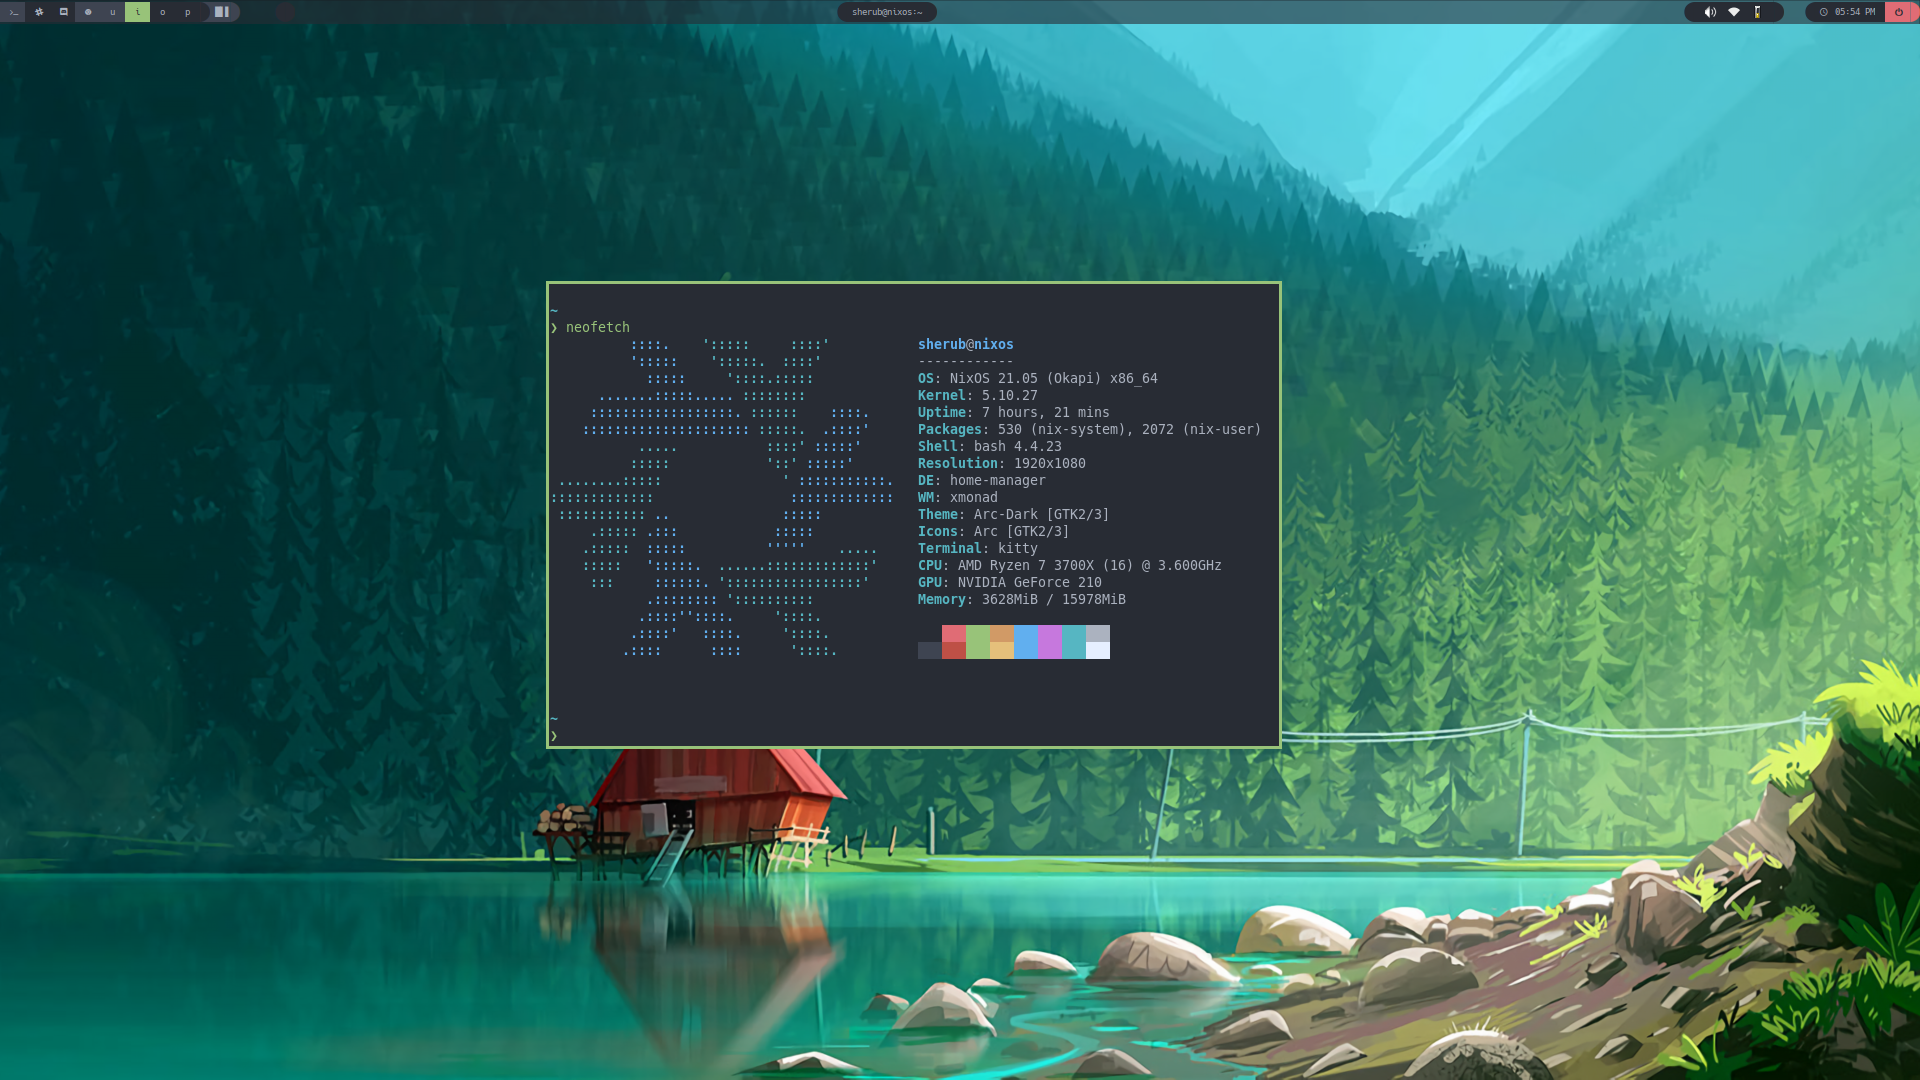 >_ u i o p
sherub@nixos:~
05:54 PM
~
❯ neofetch
sherub@nixos
------------
OS: NixOS 21.05 (Okapi) x86_64
Kernel: 5.10.27
Uptime: 7 hours, 21 mins
Packages: 530 (nix-system), 2072 (nix-user)
Shell: bash 4.4.23
Resolution: 1920x1080
DE: home-manager
WM: xmonad
Theme: Arc-Dark [GTK2/3]
Icons: Arc [GTK2/3]
Terminal: kitty
CPU: AMD Ryzen 7 3700X (16) @ 3.600GHz
GPU: NVIDIA GeForce 210
Memory: 3628MiB / 15978MiB
~
❯